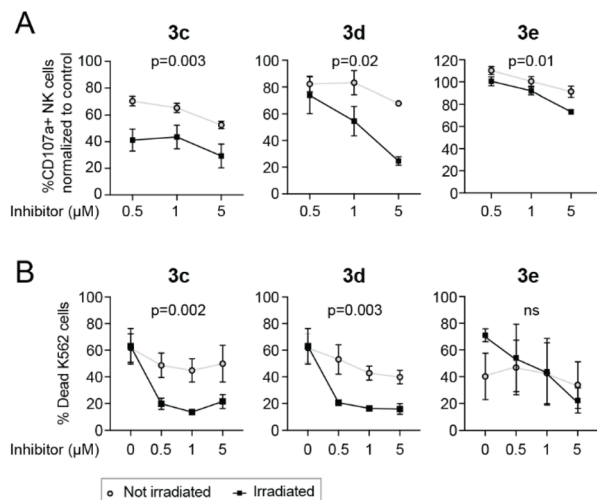 A
3c
3d
3e
%CD107a+ NK cells
normalized to control
100
80
60
40
20
0
p=0.003
100
80
60
40
20
0
p=0.02
120
100
80
60
40
20
0
p=0.01
Inhibitor (µM) 0.5 1 5
0.5 1 5
0.5 1 5
B
3c
3d
3e
% Dead K562 cells
100
80
60
40
20
0
p=0.002
100
80
60
40
20
0
p=0.003
100
80
60
40
20
0
ns
Inhibitor (µM) 0 0.5 1 5
0 0.5 1 5
0 0.5 1 5
Not irradiated Irradiated